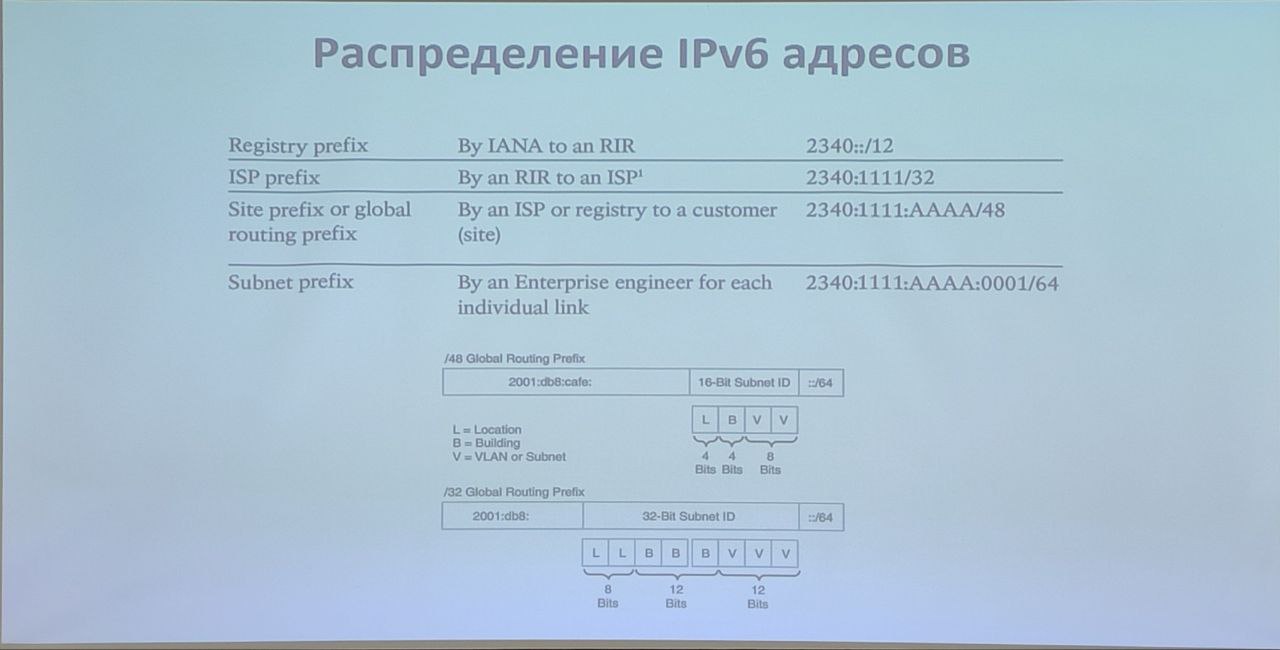 Распределение IPv6 адресов
Registry prefix By IANA to an RIR 2340::/12
ISP prefix By an RIR to an ISP¹ 2340:1111/32
Site prefix or global By an ISP or registry to a customer 2340:1111:AAAA/48
routing prefix (site)
Subnet prefix By an Enterprise engineer for each 2340:1111:AAAA:0001/64
individual link
/48 Global Routing Prefix
2001:db8:cafe: 16-Bit Subnet ID ::/64
L B V V
L = Location
B = Building
V = VLAN or Subnet
4 4 8
Bits Bits Bits
/32 Global Routing Prefix
2001:db8: 32-Bit Subnet ID ::/64
L L B B B V V V
8 12 12
Bits Bits Bits